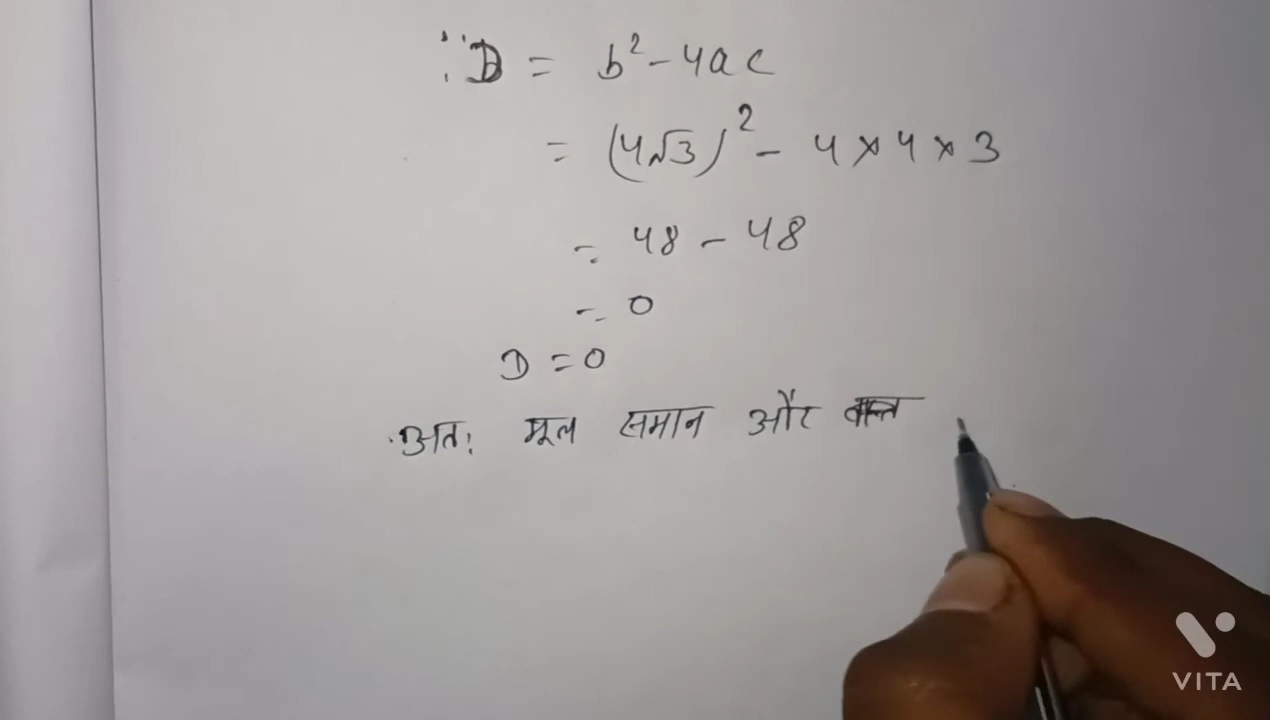 ∵ D = b² - 4ac
= (4√3)² - 4 × 4 × 3
= 48 - 48
= 0
D = 0
अतः मूल समान और
VITA